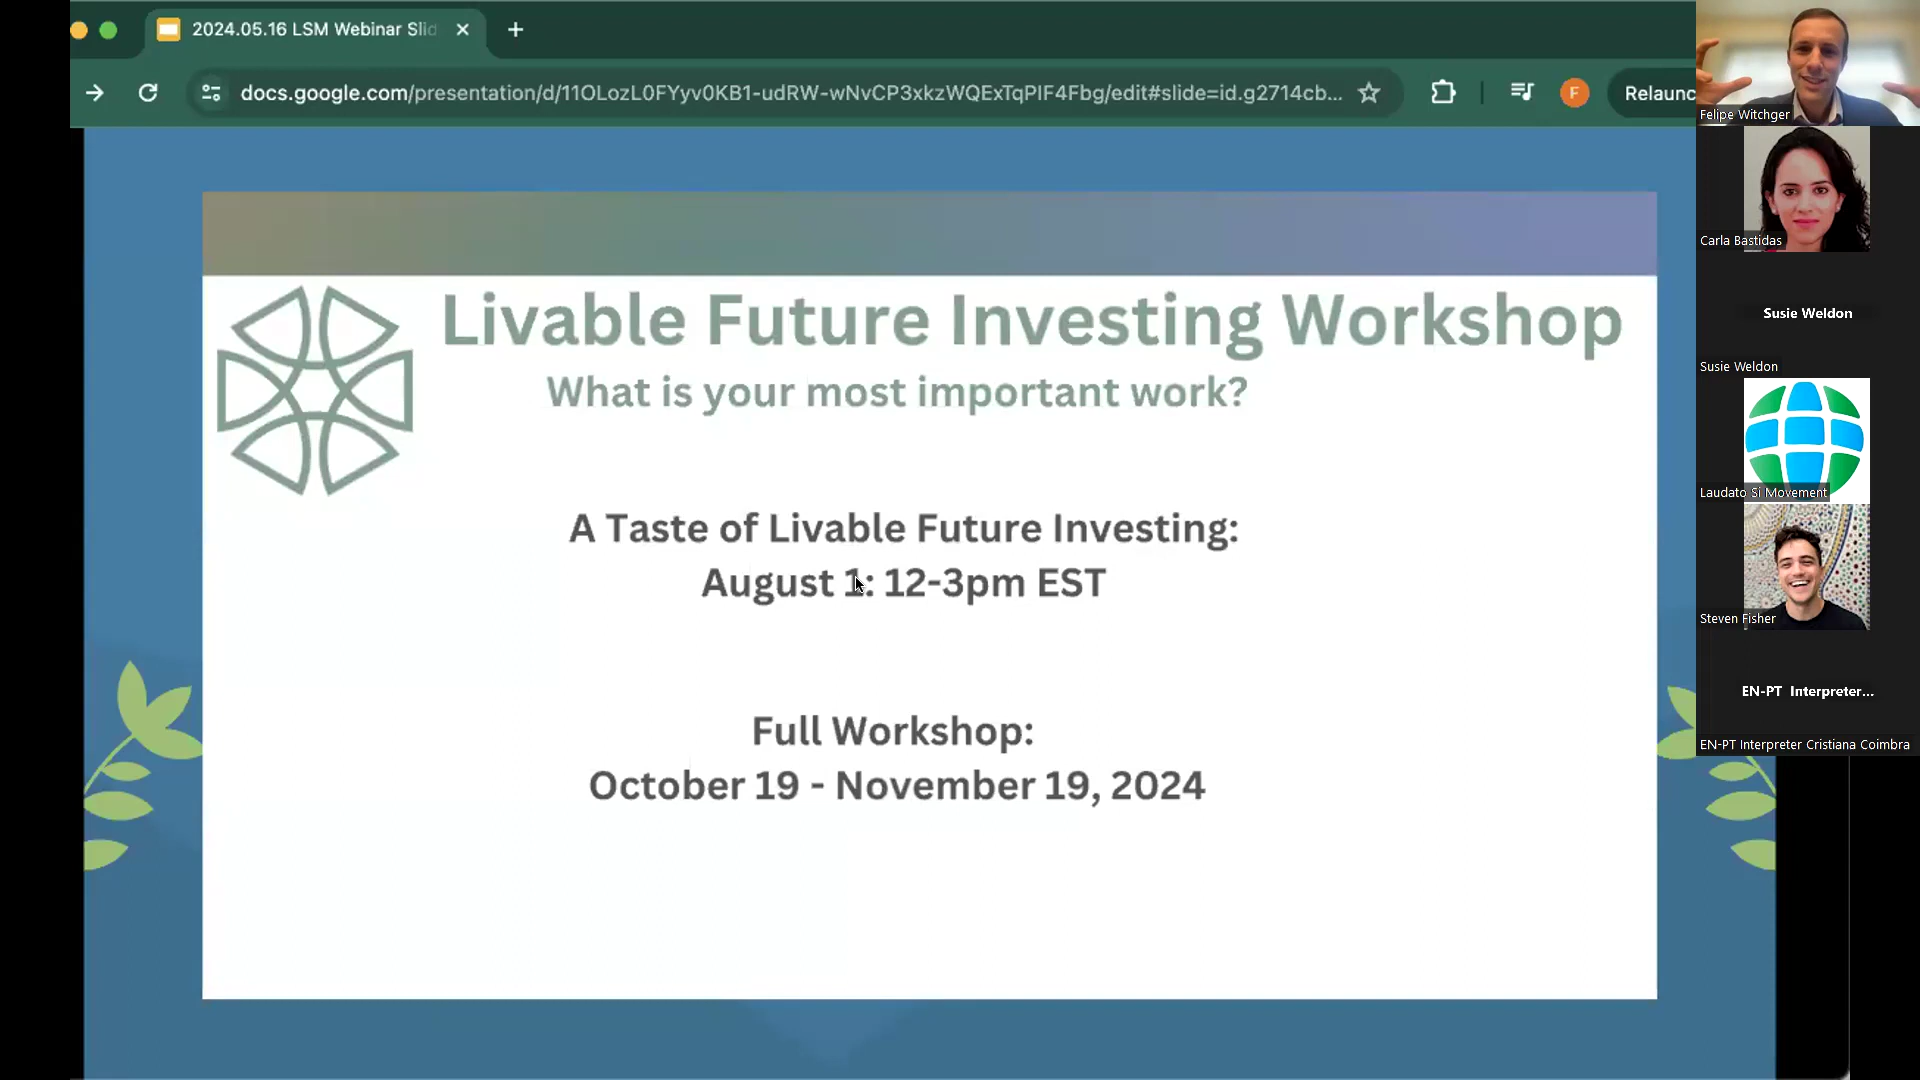 2024.05.16 LSM Webinar Slid
docs.google.com/presentation/d/11OLozL0FYyv0KB1-udRW-wNvCP3xkzWQExTqPIF4Fbg/edit#slide=id.g2714cb...
F
Relaunc
Livable Future Investing Workshop
What is your most important work?
A Taste of Livable Future Investing:
August 1: 12-3pm EST
Full Workshop:
October 19 - November 19, 2024
Felipe Witchger
Carla Bastidas
Susie Weldon
Susie Weldon
Laudato Si Movement
Steven Fisher
EN-PT Interpreter...
EN-PT Interpreter Cristiana Coimbra